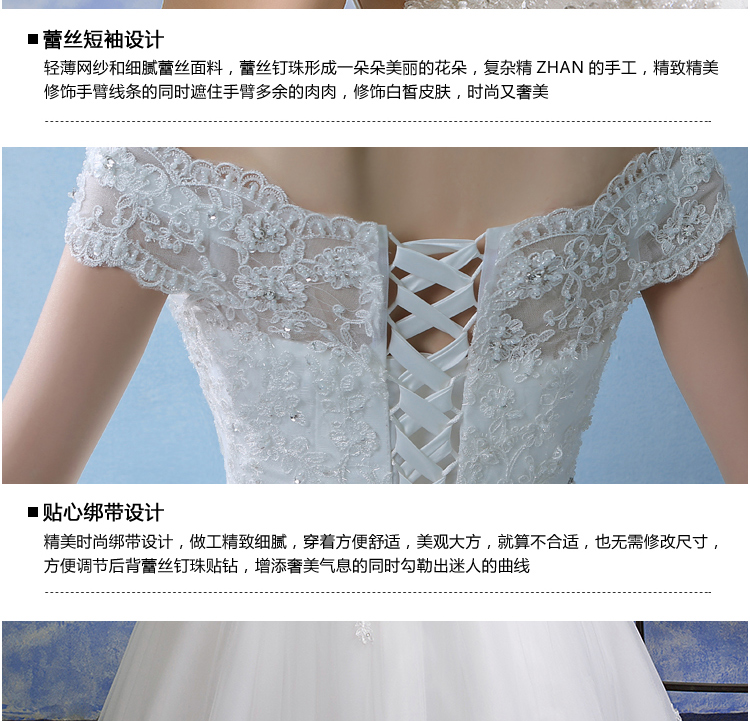 ■ 蕾丝短袖设计
轻薄网纱和细腻蕾丝面料，蕾丝钉珠形成一朵朵美丽的花朵，复杂精 ZHAN 的手工，精致精美
修饰手臂线条的同时遮住手臂多余的肉肉，修饰白皙皮肤，时尚又奢美
■ 贴心绑带设计
精美时尚绑带设计，做工精致细腻，穿着方便舒适，美观大方，就算不合适，也无需修改尺寸，
方便调节后背蕾丝钉珠贴钻，增添奢美气息的同时勾勒出迷人的曲线